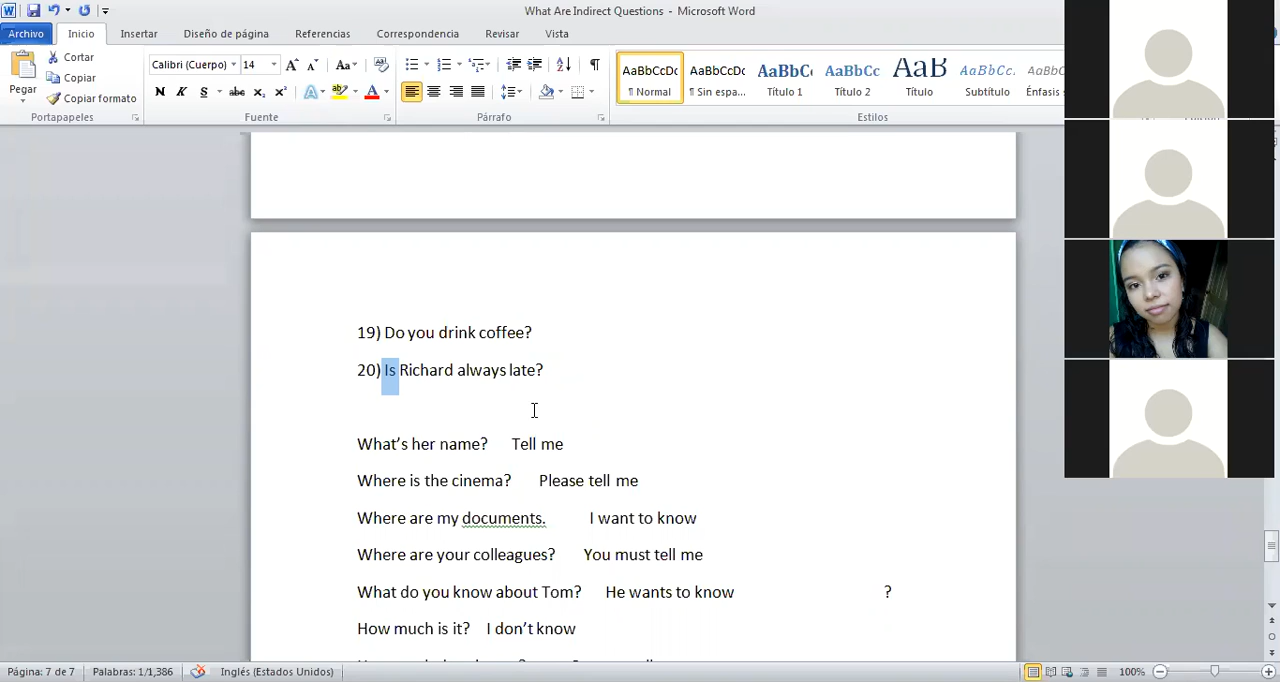 What Are Indirect Questions - Microsoft Word
Archivo Inicio Insertar Diseño de página Referencias Correspondencia Revisar Vista
Cortar
Copiar
Copiar formato
Pegar
Portapapeles
Calibri (Cuerpo) 14
Fuente
Párrafo
AaBbCcDc AaBbCcDc AaBbC AaBbCc AaB AaBbCc AaBbCc
¶ Normal ¶ Sin espa... Título 1 Título 2 Título Subtítulo Énfasis
Estilos
19) Do you drink coffee?
20) Is Richard always late?
What's her name? Tell me
Where is the cinema? Please tell me
Where are my documents. I want to know
Where are your colleagues? You must tell me
What do you know about Tom? He wants to know ?
How much is it? I don't know
Página: 7 de 7 Palabras: 1/1,386 Inglés (Estados Unidos) 100%